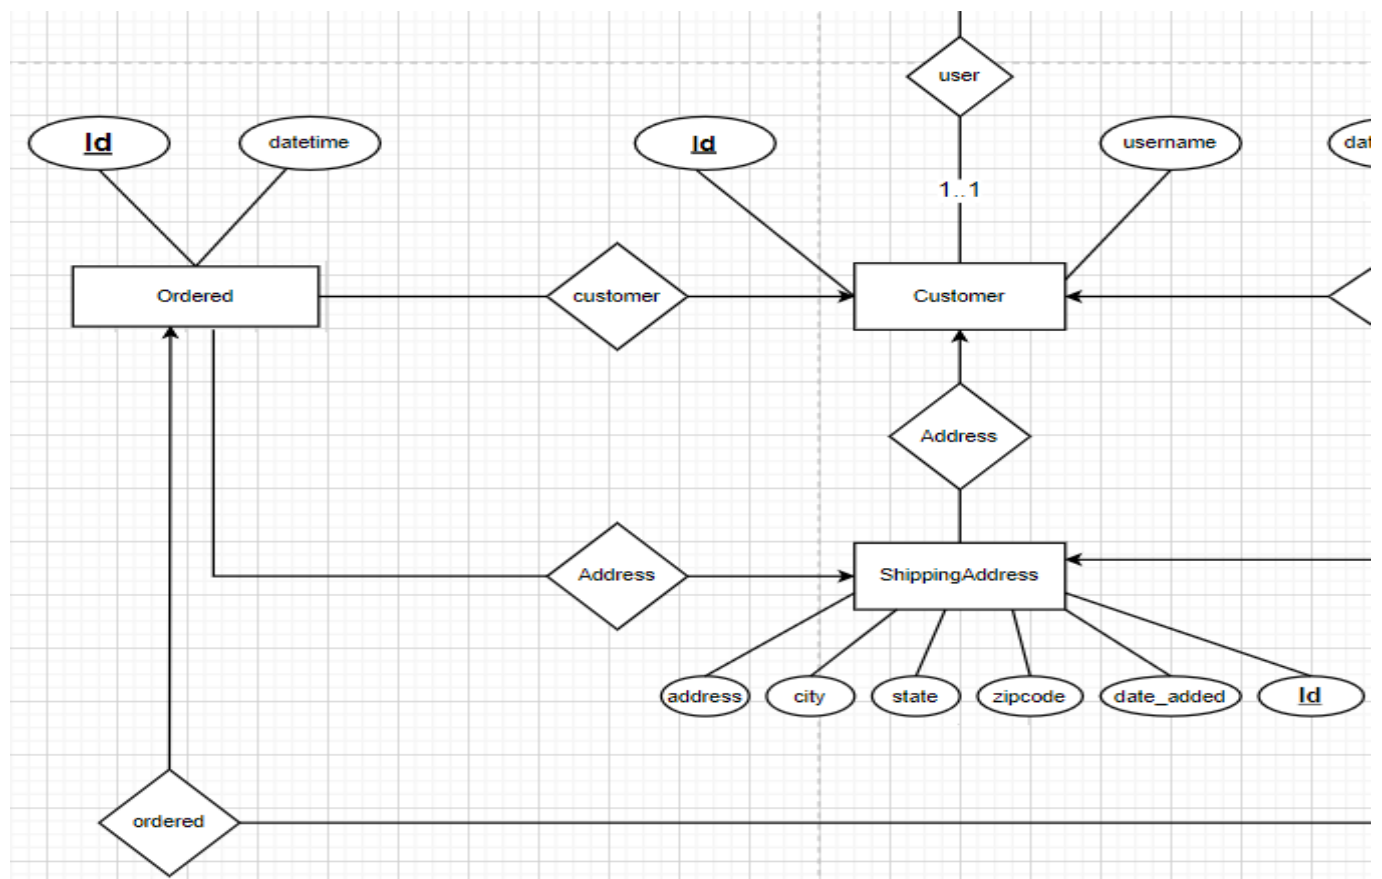 user
Id
datetime
Id
username
1..1
Ordered
customer
Customer
Address
Address
ShippingAddress
address
city
state
zipcode
date_added
Id
ordered